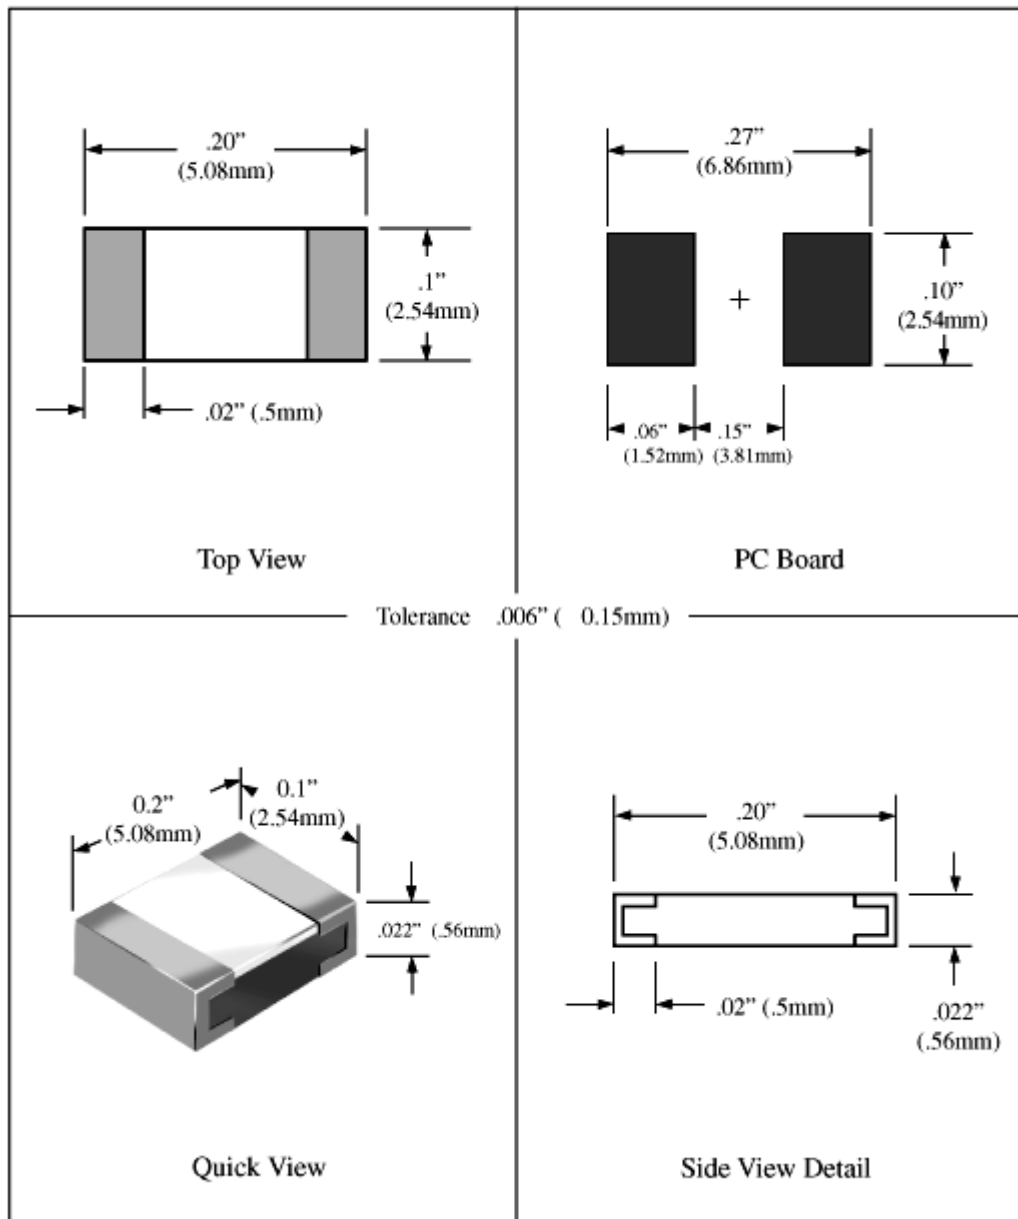 .20”
(5.08mm)
.1”
(2.54mm)
.02” (.5mm)
Top View
.27”
(6.86mm)
.10”
(2.54mm)
.06”
(1.52mm)
.15”
(3.81mm)
PC Board
Tolerance .006” ( 0.15mm)
0.2”
(5.08mm)
0.1”
(2.54mm)
.022” (.56mm)
Quick View
.20”
(5.08mm)
.02” (.5mm)
.022”
(.56mm)
Side View Detail